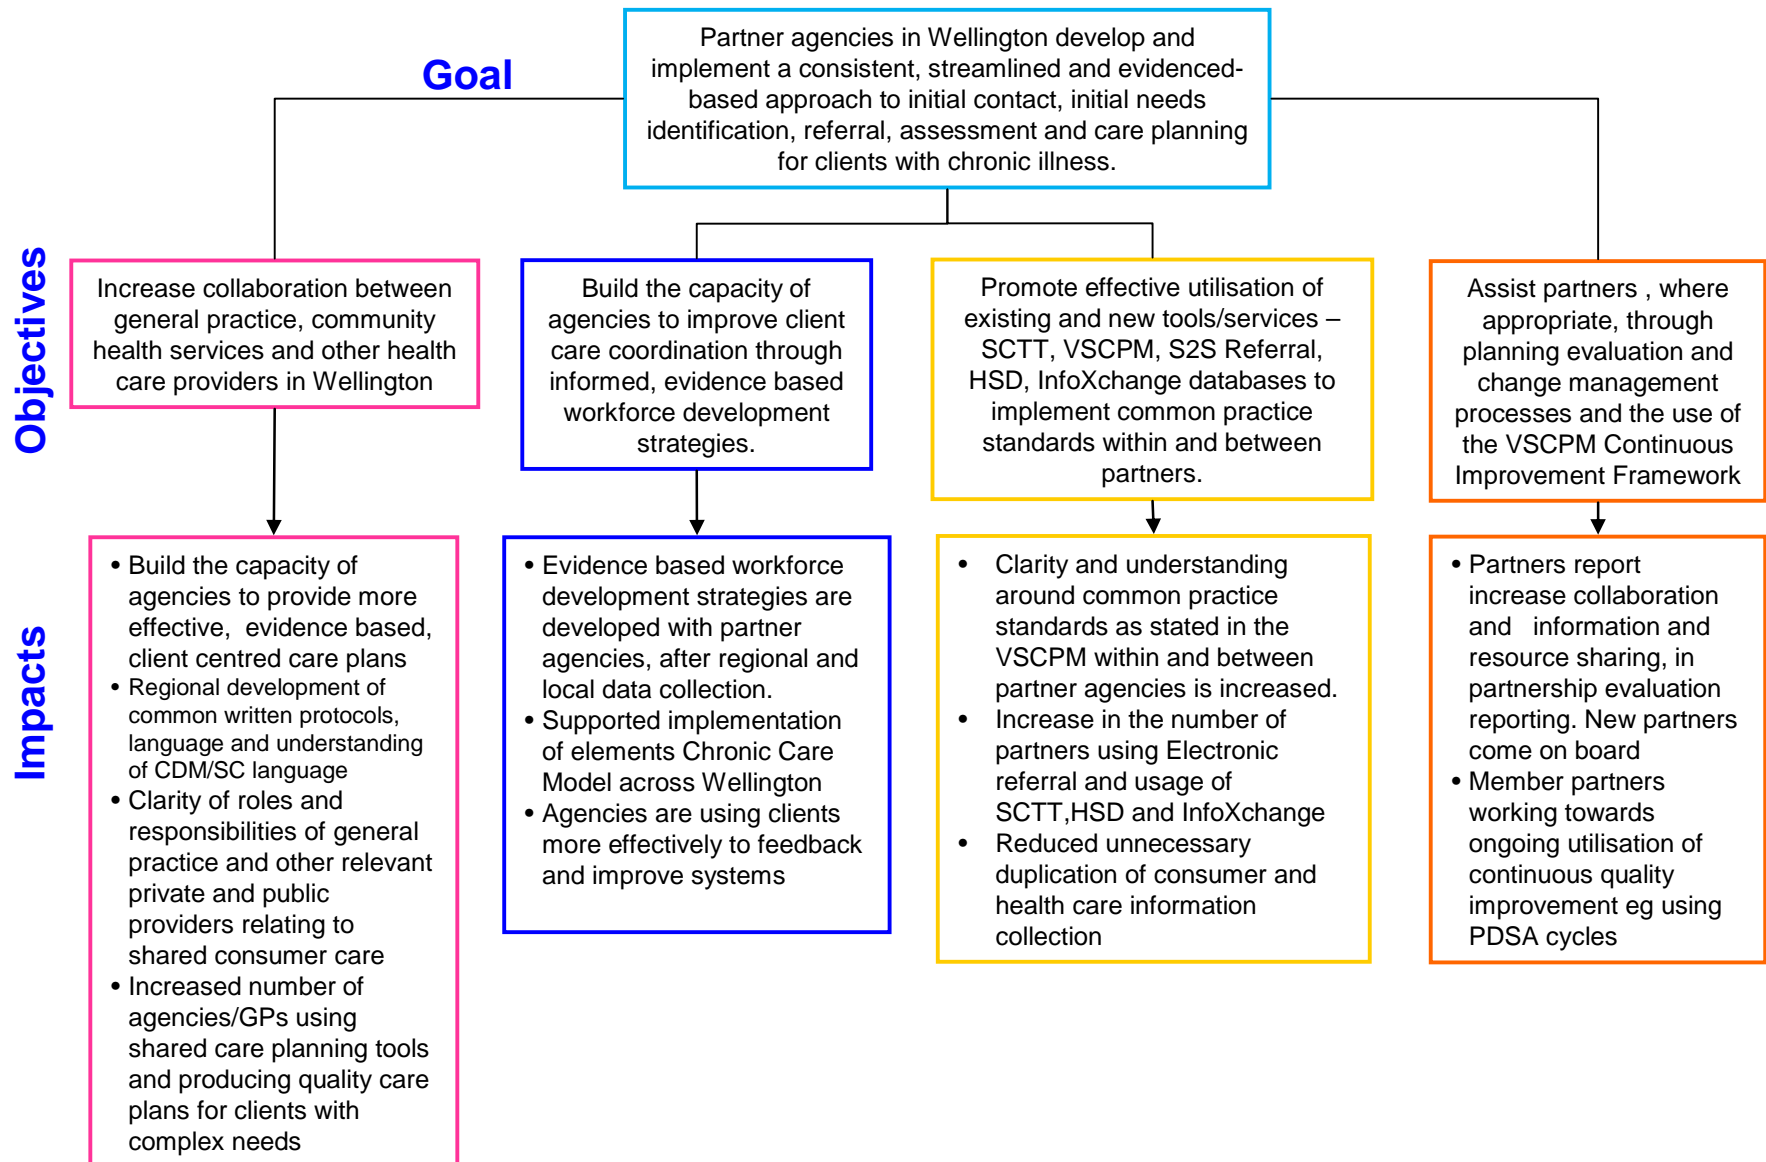 Goal
Partner agencies in Wellington develop and
implement a consistent, streamlined and evidenced-
based approach to initial contact, initial needs
identification, referral, assessment and care planning
for clients with chronic illness.
Objectives
Increase collaboration between
general practice, community
health services and other health
care providers in Wellington
Build the capacity of
agencies to improve client
care coordination through
informed, evidence based
workforce development
strategies.
Promote effective utilisation of
existing and new tools/services –
SCTT, VSCPM, S2S Referral,
HSD, InfoXchange databases to
implement common practice
standards within and between
partners.
Assist partners , where
appropriate, through
planning evaluation and
change management
processes and the use of
the VSCPM Continuous
Improvement Framework
Impacts
• Build the capacity of
agencies to provide more
effective, evidence based,
client centred care plans
• Regional development of
common written protocols,
language and understanding
of CDM/SC language
• Clarity of roles and
responsibilities of general
practice and other relevant
private and public
providers relating to
shared consumer care
• Increased number of
agencies/GPs using
shared care planning tools
and producing quality care
plans for clients with
complex needs
• Evidence based workforce
development strategies are
developed with partner
agencies, after regional and
local data collection.
• Supported implementation
of elements Chronic Care
Model across Wellington
• Agencies are using clients
more effectively to feedback
and improve systems
• Clarity and understanding
around common practice
standards as stated in the
VSCPM within and between
partner agencies is increased.
• Increase in the number of
partners using Electronic
referral and usage of
SCTT,HSD and InfoXchange
• Reduced unnecessary
duplication of consumer and
health care information
collection
• Partners report
increase collaboration
and information and
resource sharing, in
partnership evaluation
reporting. New partners
come on board
• Member partners
working towards
ongoing utilisation of
continuous quality
improvement eg using
PDSA cycles